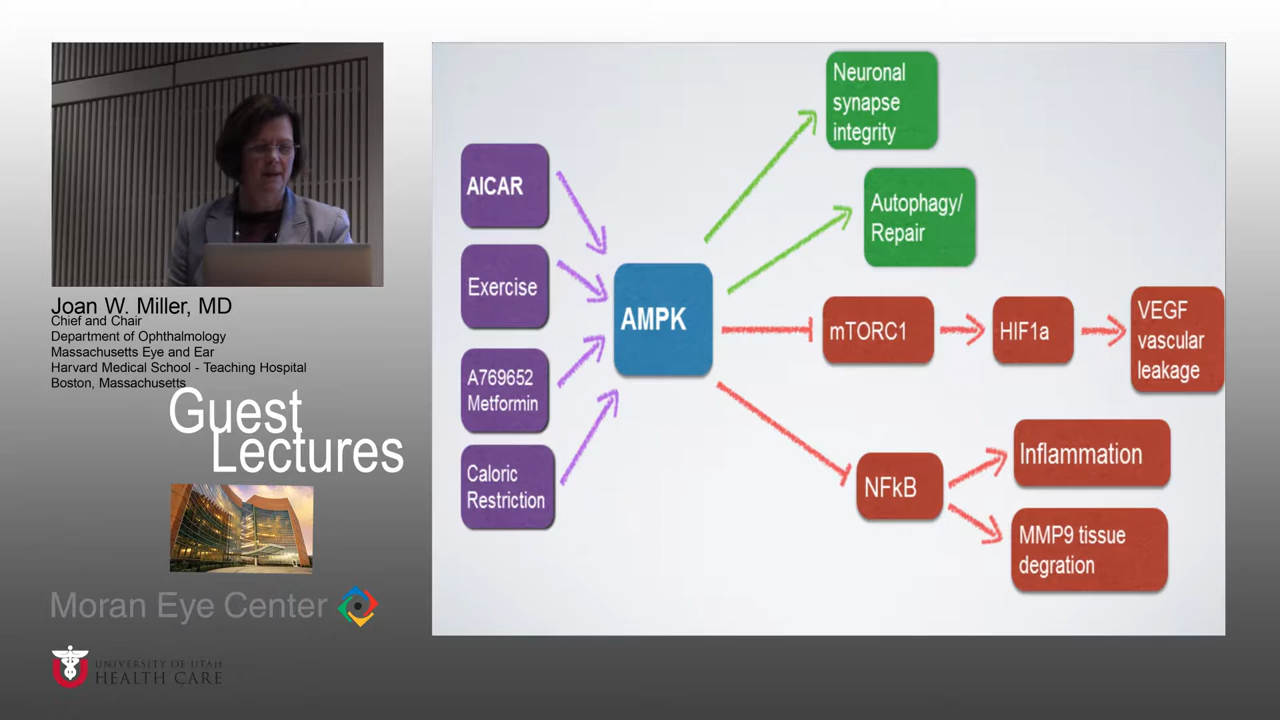 Joan W. Miller, MD
Chief and Chair
Department of Ophthalmology
Massachusetts Eye and Ear
Harvard Medical School - Teaching Hospital
Boston, Massachusetts
Guest
Lectures
Moran Eye Center
UNIVERSITY OF UTAH
HEALTH CARE
AICAR
Exercise
A769652
Metformin
Caloric
Restriction
AMPK
Neuronal
synapse
integrity
Autophagy/
Repair
mTORC1
HIF1a
VEGF
vascular
leakage
NFkB
Inflammation
MMP9 tissue
degration